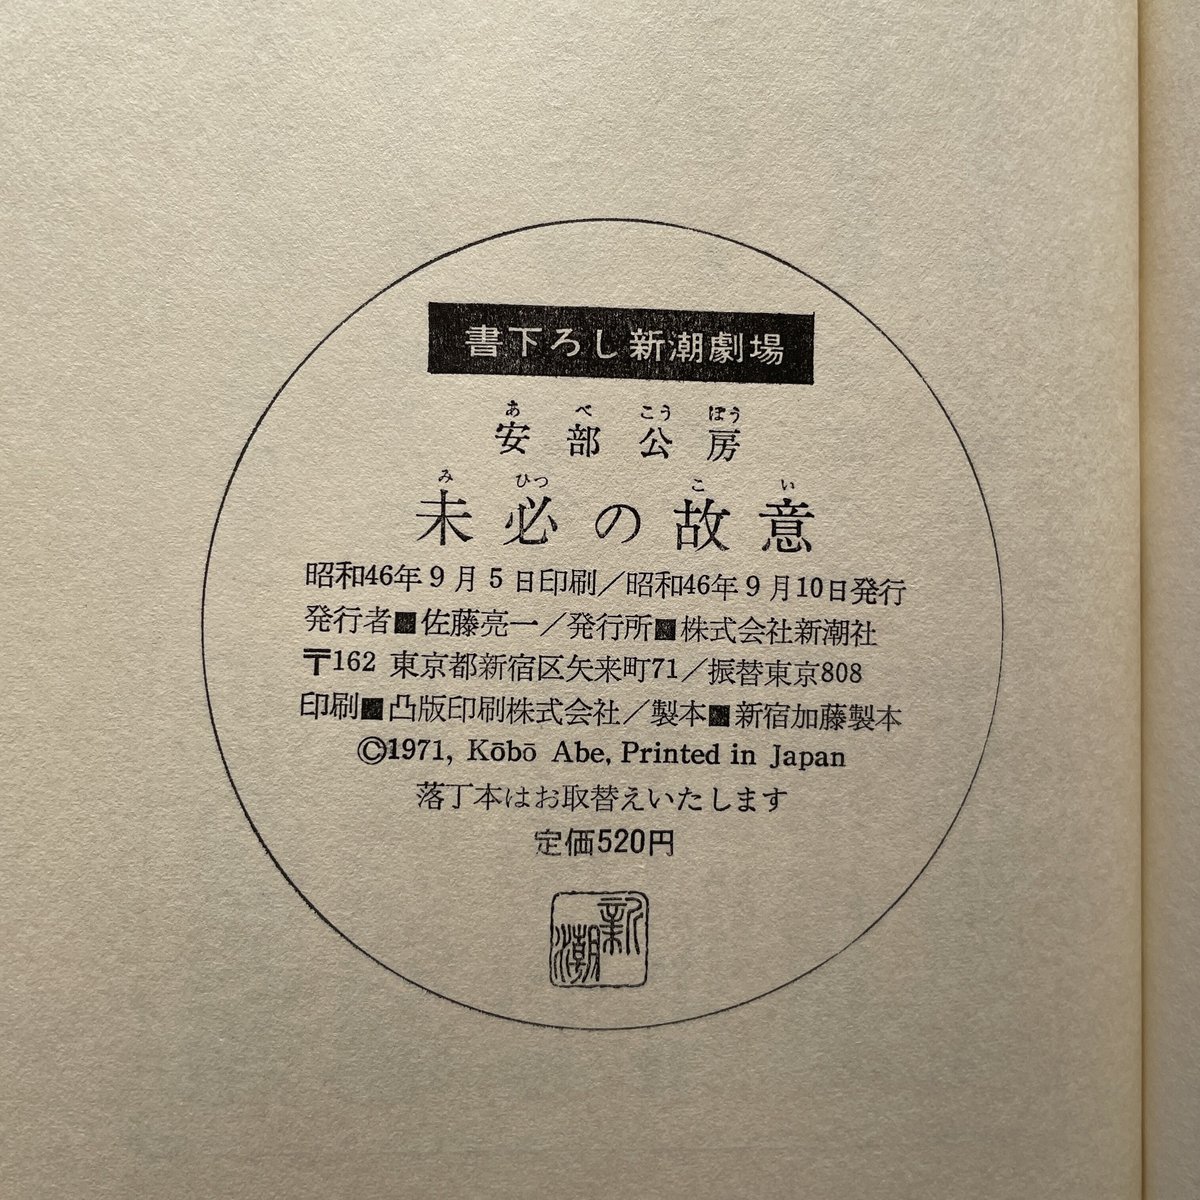 書下ろし新潮劇場
あべこうぼう
安部公房
みひつ こい
未必の故意
昭和46年9月5日印刷／昭和46年9月10日発行
発行者■佐藤亮一／発行所■株式会社新潮社
〒162 東京都新宿区矢来町71／振替東京808
印刷■凸版印刷株式会社／製本■新宿加藤製本
©1971, Kōbō Abe, Printed in Japan
落丁本はお取替えいたします
定価520円
新潮